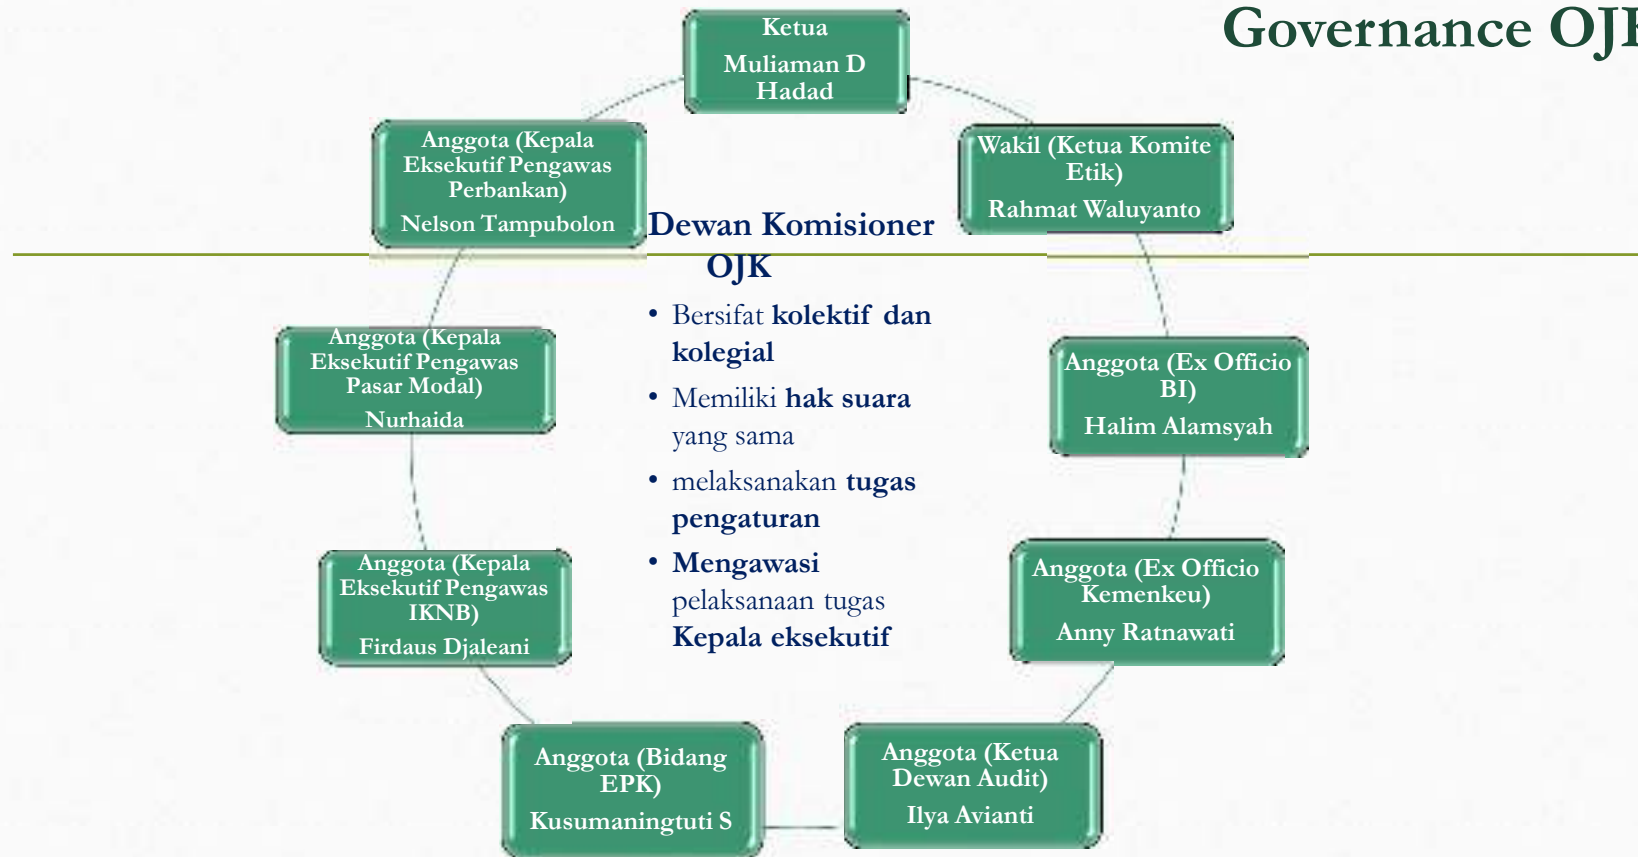 Governance OJK
Ketua
Muliaman D
Hadad
Wakil (Ketua Komite
Etik)
Rahmat Waluyanto
Anggota (Ex Officio
BI)
Halim Alamsyah
Anggota (Ex Officio
Kemenkeu)
Anny Ratnawati
Anggota (Ketua
Dewan Audit)
Ilya Avianti
Anggota (Bidang
EPK)
Kusumaningtuti S
Anggota (Kepala
Eksekutif Pengawas
IKNB)
Firdaus Djaleani
Anggota (Kepala
Eksekutif Pengawas
Pasar Modal)
Nurhaida
Anggota (Kepala
Eksekutif Pengawas
Perbankan)
Nelson Tampubolon
Dewan Komisioner
OJK
• Bersifat kolektif dan
kolegial
• Memiliki hak suara
yang sama
• melaksanakan tugas
pengaturan
• Mengawasi
pelaksanaan tugas
Kepala eksekutif